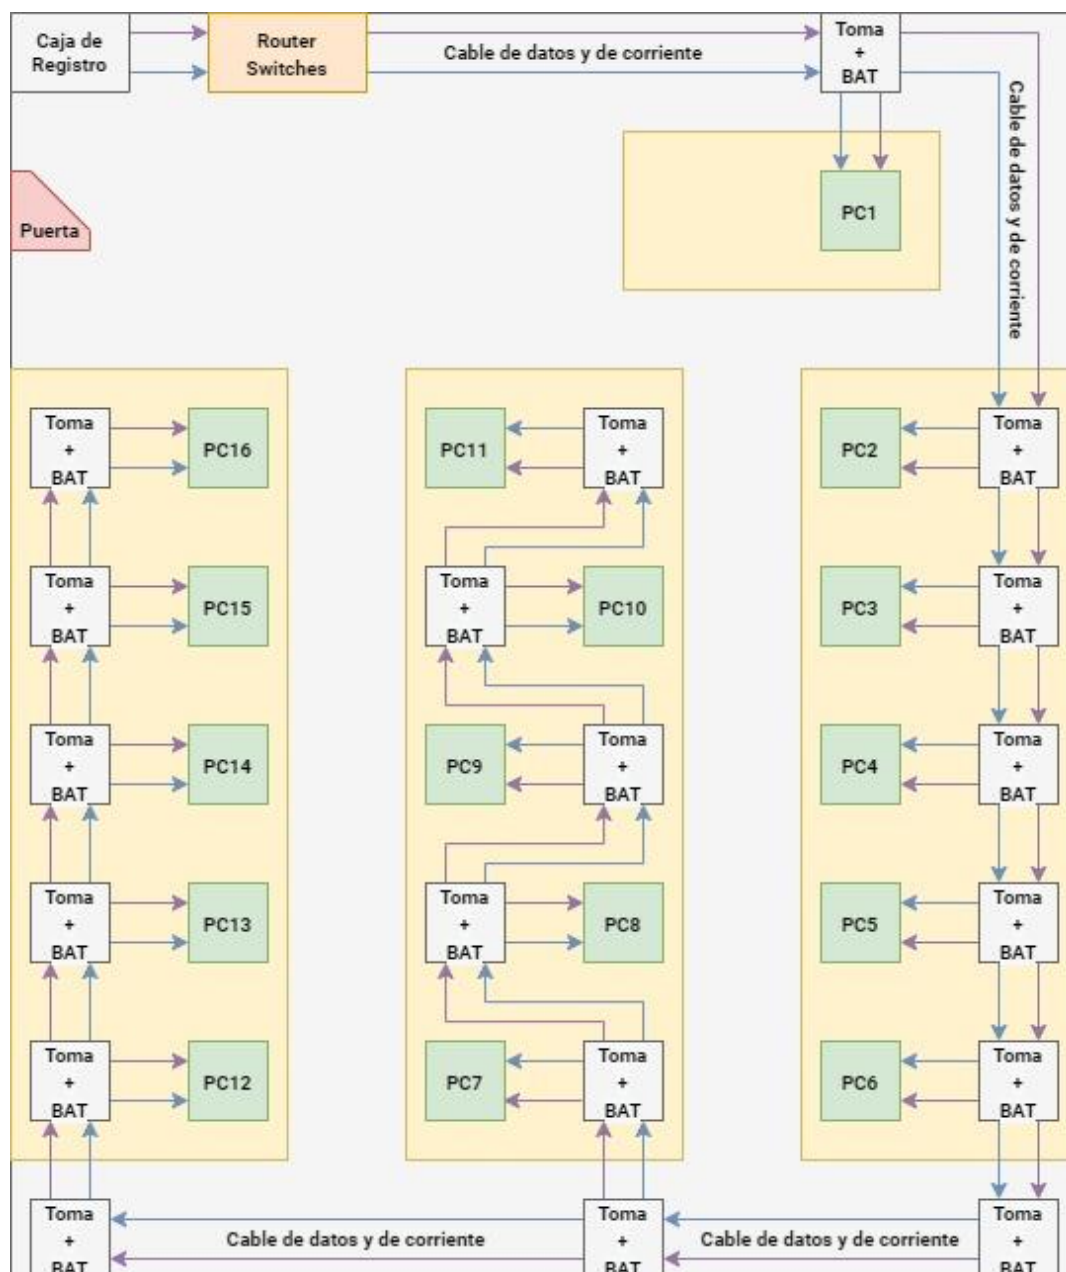 Caja de
Registro
Router
Switches
Cable de datos y de corriente
Toma
+
BAT
Cable de datos y de corriente
PC1
Puerta
Toma
+
BAT
PC16
PC11
Toma
+
BAT
PC2
Toma
+
BAT
Toma
+
BAT
PC15
Toma
+
BAT
PC10
PC3
Toma
+
BAT
Toma
+
BAT
PC14
PC9
Toma
+
BAT
PC4
Toma
+
BAT
Toma
+
BAT
PC13
Toma
+
BAT
PC8
PC5
Toma
+
BAT
Toma
+
BAT
PC12
PC7
Toma
+
BAT
PC6
Toma
+
BAT
Toma
+
BAT
Cable de datos y de corriente
Toma
+
BAT
Cable de datos y de corriente
Toma
+
BAT